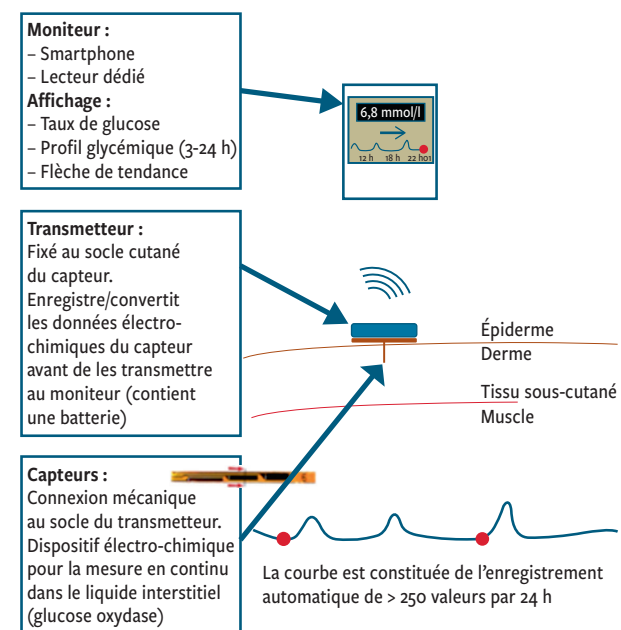 Moniteur :
– Smartphone
– Lecteur dédié
Affichage :
– Taux de glucose
– Profil glycémique (3-24 h)
– Flèche de tendance
6,8 mmol/l
12 h 18 h 22 h01
Transmetteur :
Fixé au socle cutané
du capteur.
Enregistre/convertit
les données électro-
chimiques du capteur
avant de les transmettre
au moniteur (contient
une batterie)
Épiderme
Derme
Tissu sous-cutané
Muscle
Capteurs :
Connexion mécanique
au socle du transmetteur.
Dispositif électro-chimique
pour la mesure en continu
dans le liquide interstitiel
(glucose oxydase)
La courbe est constituée de l’enregistrement
automatique de > 250 valeurs par 24 h